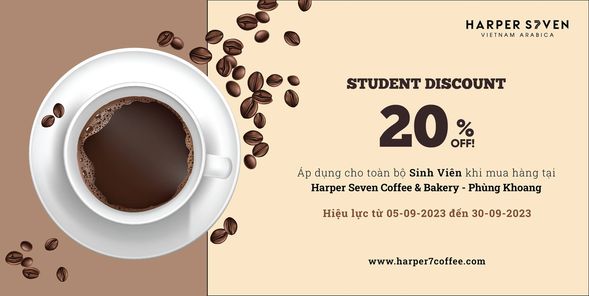 HARPER S7VEN
VIETNAM ARABICA
STUDENT DISCOUNT
20%
OFF!
Áp dụng cho toàn bộ Sinh Viên khi mua hàng tại
Harper Seven Coffee & Bakery - Phùng Khoang
Hiệu lực từ 05-09-2023 đến 30-09-2023
www.harper7coffee.com